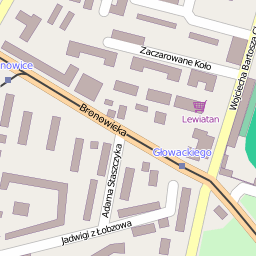 Zaczarowane Koło
nowice
Wojciecha Bartosza G
Lewiatan
Bronowicka
Głowackiego
Adama Staszczyka
Jadwigi z Łobzowa